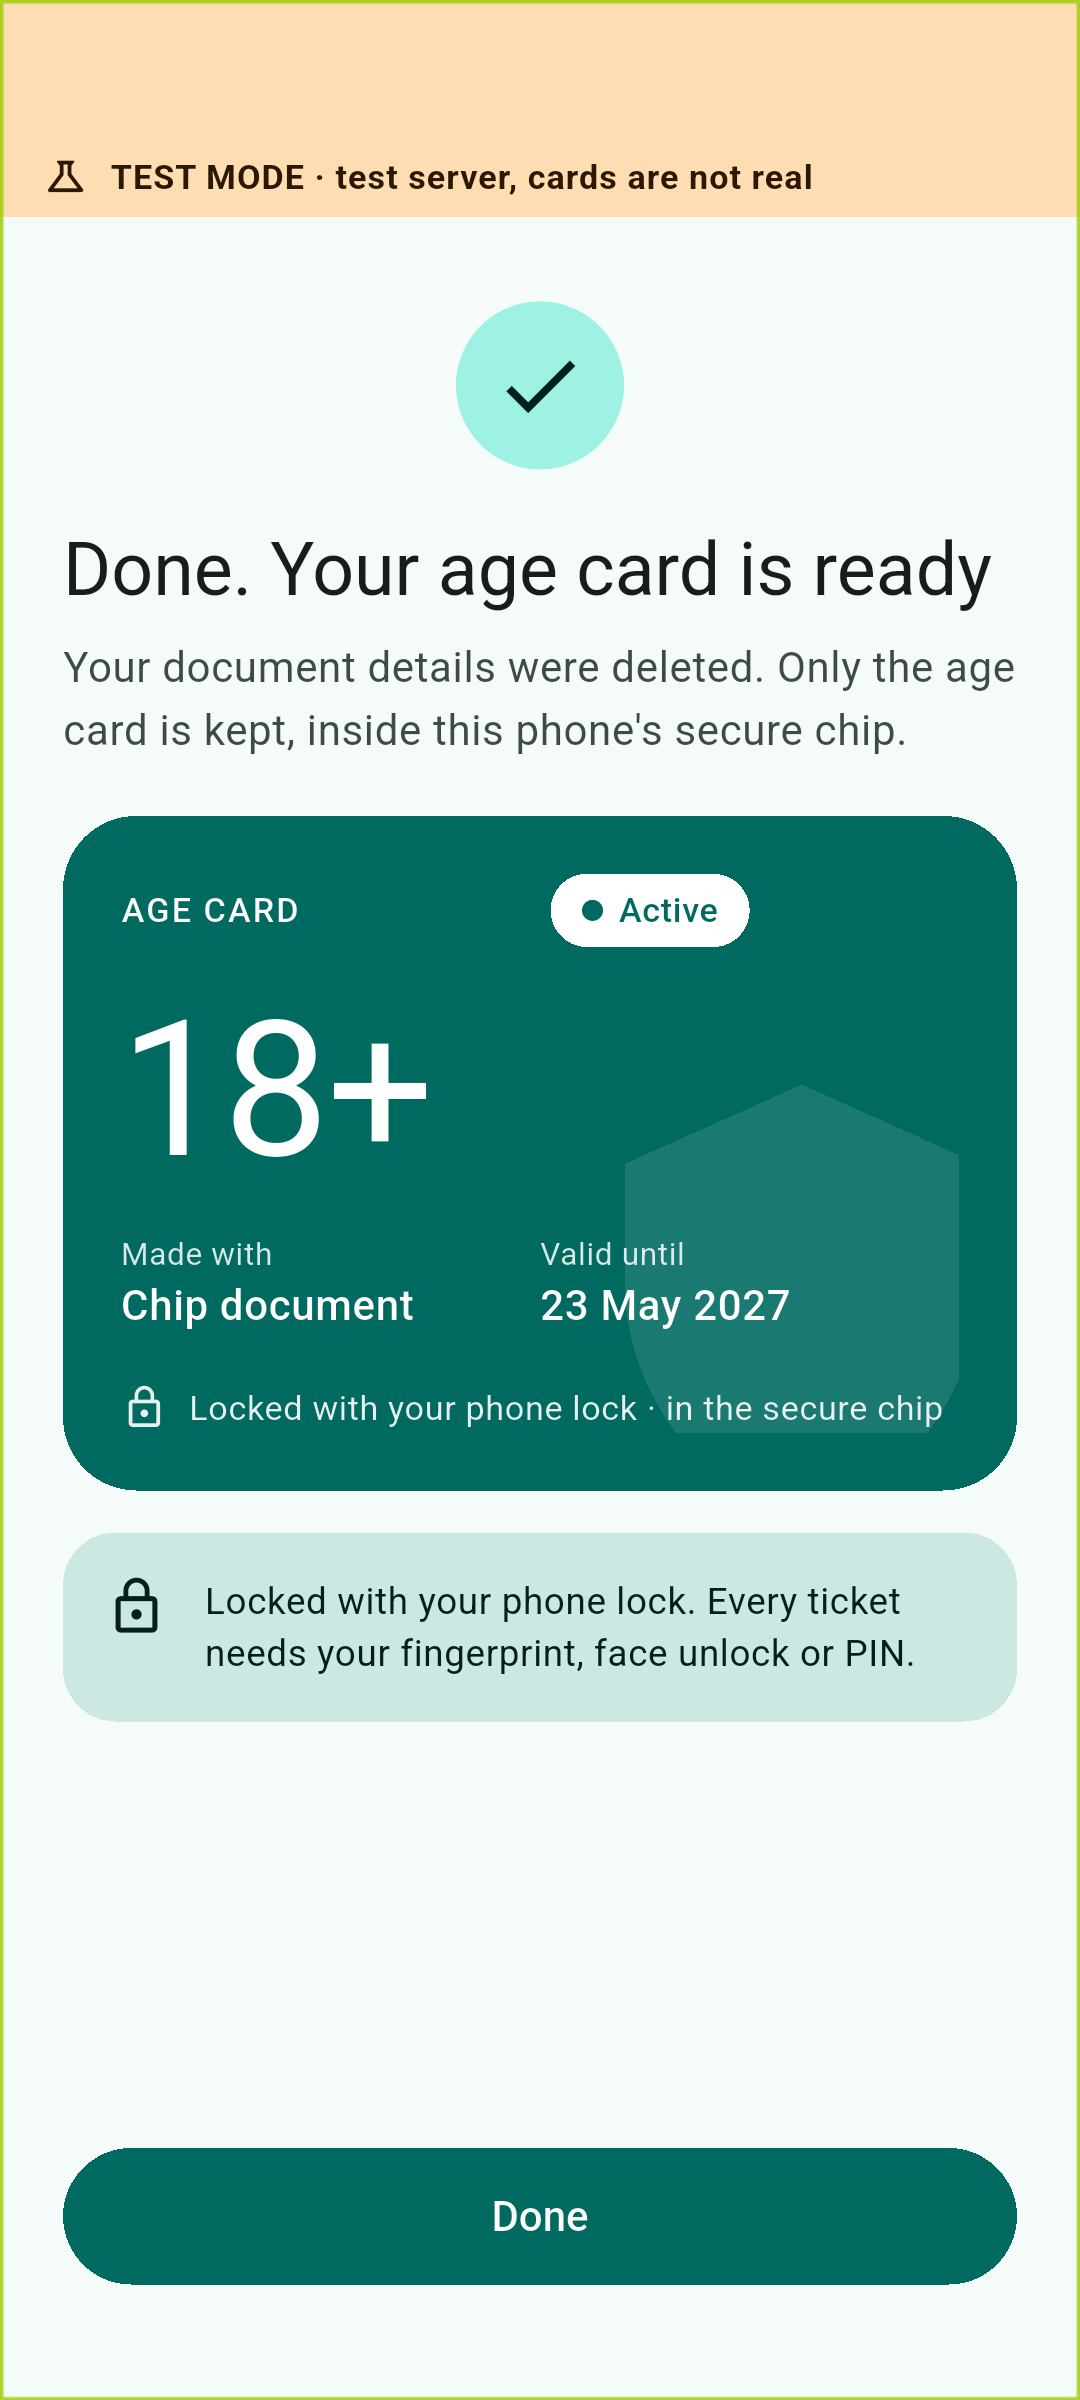 TEST MODE · test server, cards are not real
Done. Your age card is ready
Your document details were deleted. Only the age
card is kept, inside this phone's secure chip.
AGE CARD
Active
18+
Made with
Chip document
Valid until
23 May 2027
Locked with your phone lock · in the secure chip
Locked with your phone lock. Every ticket
needs your fingerprint, face unlock or PIN.
Done